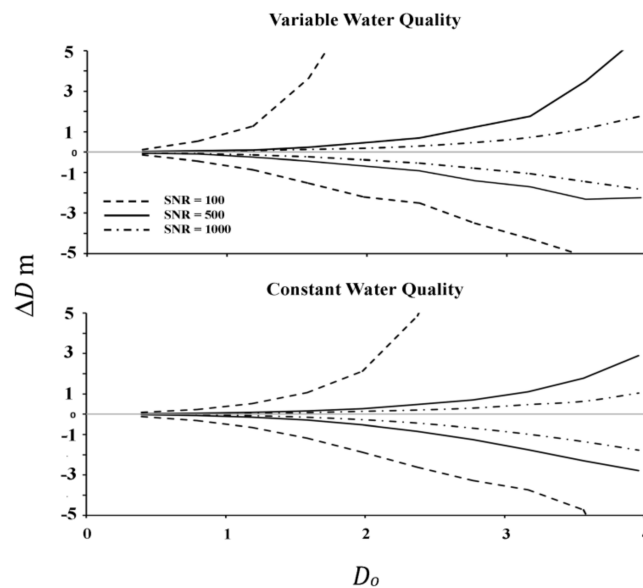 Variable Water Quality
5
3
1
0
-1
-3
-5
SNR = 100
SNR = 500
SNR = 1000
ΔD m
Constant Water Quality
5
3
1
0
-1
-3
-5
0
1
2
3
Do